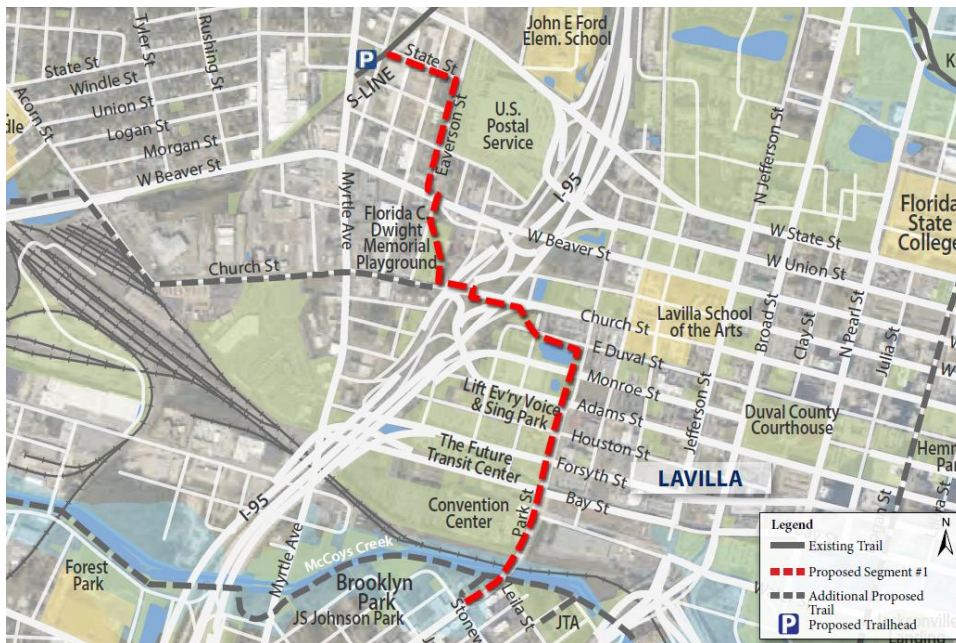 Tyler St
Rushing St
State St
Windle St
Union St
Logan St
Morgan St
W Beaver St
Acorn St
P
S-LINE
State St
Eaverson St
John E Ford
Elem. School
U.S.
Postal
Service
I-95
N Jefferson St
Florida
State
College
Myrtle Ave
Florida C
Dwight
Memorial
Playground
Church St
W Beaver St
W State St
W Union St
Church St
Lavilla School
of the Arts
Broad St
Clay St
N Pearl St
Julia St
E Duval St
Monroe St
Adams St
Houston St
Forsyth St
Bay St
Jefferson St
Lift Ev'ry Voice
& Sing Park
The Future
Transit Center
Convention
Center
Park St
Duval County
Courthouse
LAVILLA
I-95
Myrtle Ave
McCoys Creek
Forest
Park
Brooklyn
Park
JS Johnson Park
Leila St
JTA
Legend
N
Existing Trail
Proposed Segment #1
Additional Proposed
Trail
P Proposed Trailhead
Landing